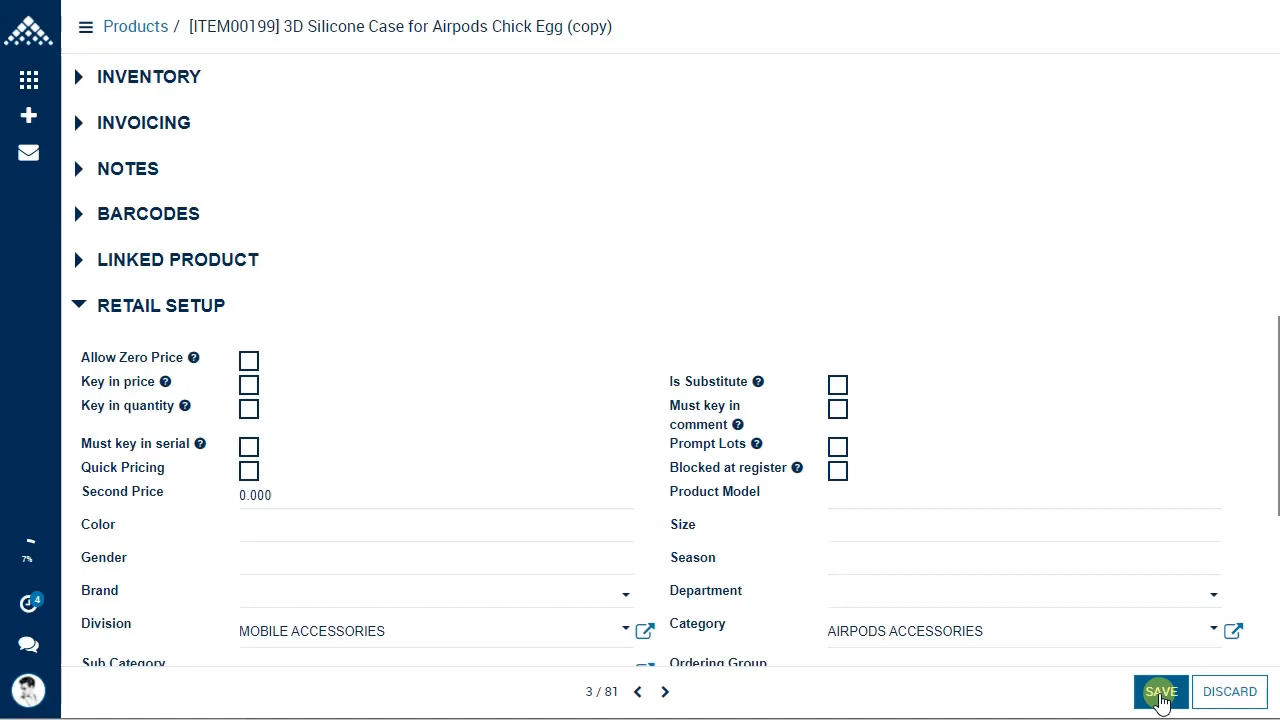 Products / [ITEM00199] 3D Silicone Case for Airpods Chick Egg (copy)
INVENTORY
INVOICING
NOTES
BARCODES
LINKED PRODUCT
RETAIL SETUP
Allow Zero Price ?
Key in price ?
Is Substitute ?
Key in quantity ?
Must key in comment ?
Must key in serial ?
Prompt Lots ?
Quick Pricing
Blocked at register ?
Second Price 0.000
Product Model
Color
Size
Gender
Season
Brand
Department
Division MOBILE ACCESSORIES
Category AIRPODS ACCESSORIES
Sub Category
Ordering Group
7%
4
3 / 81
SAVE
DISCARD